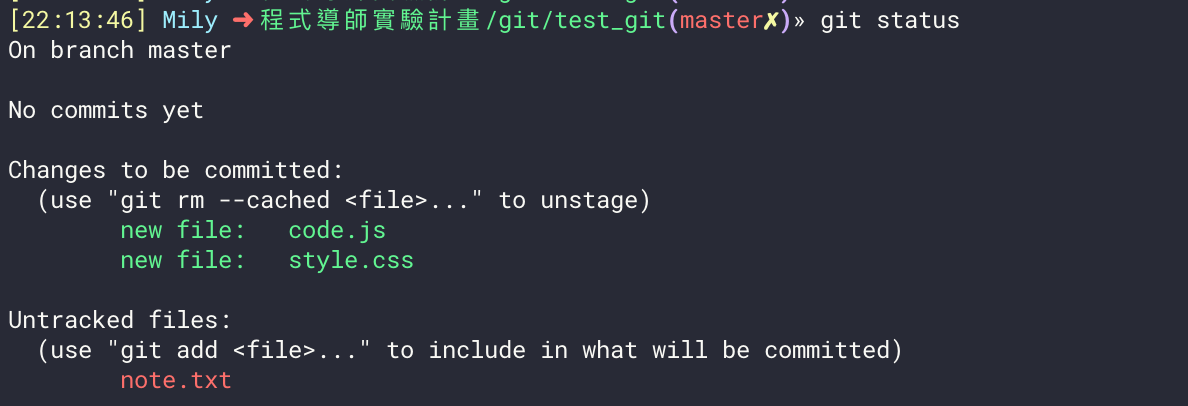 [22:13:46] Mily ➜ 程式導師實驗計畫/git/test_git(master✗)» git status
On branch master
No commits yet
Changes to be committed:
(use "git rm --cached <file>..." to unstage)
new file: code.js
new file: style.css
Untracked files:
(use "git add <file>..." to include in what will be committed)
note.txt